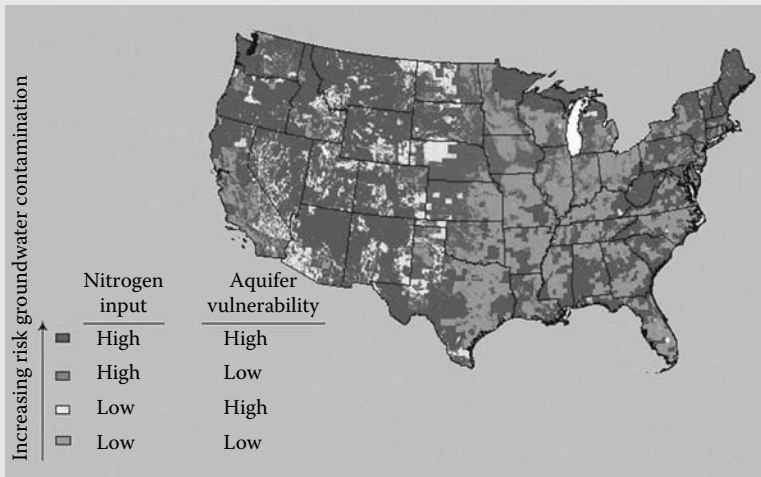 Increasing risk groundwater contamination
Nitrogen Aquifer
input vulnerability
High High
High Low
Low High
Low Low